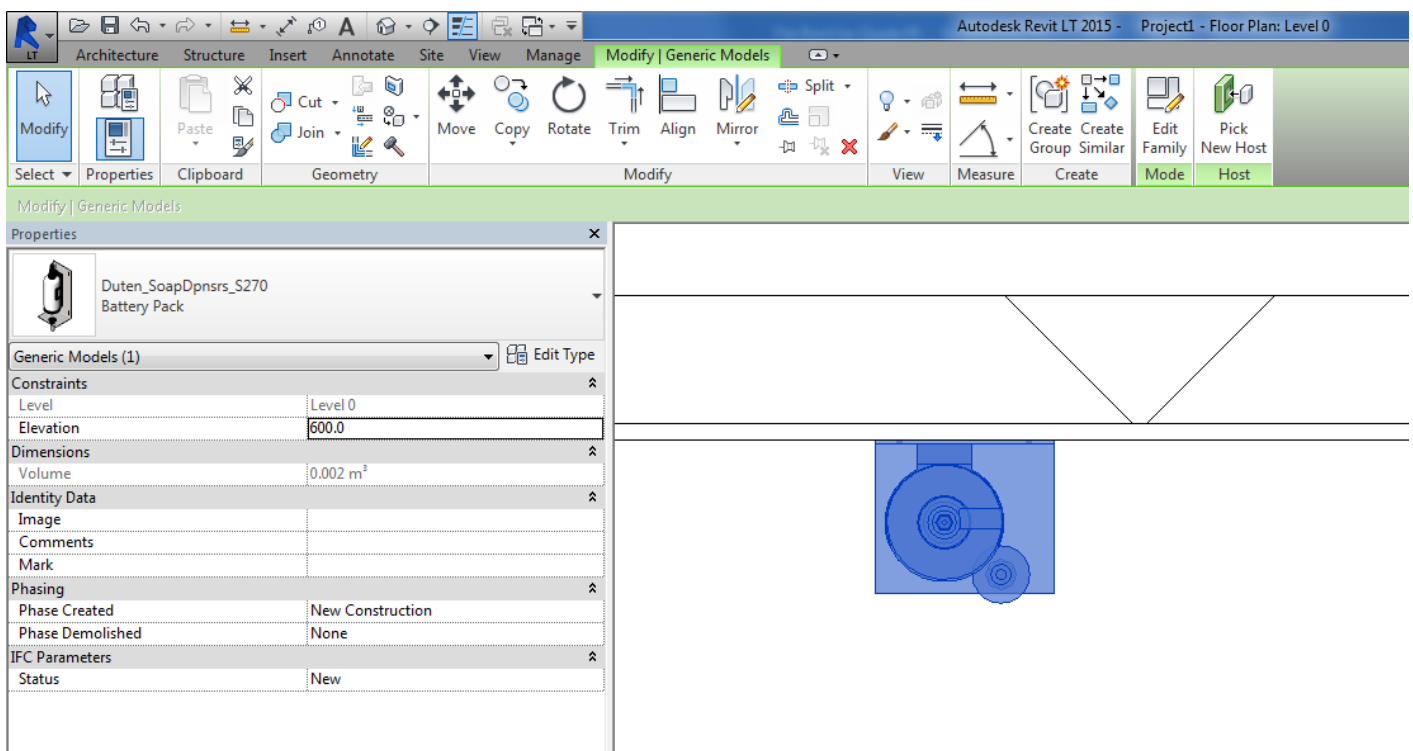 Autodesk Revit LT 2015 - Project1 - Floor Plan: Level 0
LT Architecture Structure Insert Annotate Site View Manage Modify | Generic Models
Modify
Paste
Cut
Join
Move Copy Rotate Trim Align Mirror
Split
Create Group
Create Similar
Edit Family
Pick New Host
Select Properties Clipboard Geometry Modify View Measure Create Mode Host
Modify | Generic Models
Properties
Duten_SoapDpnsrs_S270
Battery Pack
Generic Models (1) Edit Type
Constraints
Level Level 0
Elevation 600.0
Dimensions
Volume 0.002 m³
Identity Data
Image
Comments
Mark
Phasing
Phase Created New Construction
Phase Demolished None
IFC Parameters
Status New